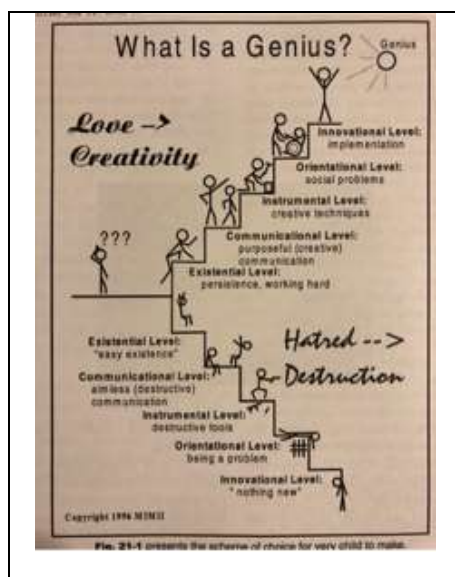 What Is a Genius?
Genius
Love ->
Creativity
Innovational Level:
implementation
Orientational Level:
social problems
Instrumental Level:
creative techniques
???
Communicational Level:
purposeful (creative)
communication
Existential Level:
persistence, working hard
Existential Level:
"easy existence"
Hatred -->
Destruction
Communicational Level:
aimless (destructive)
communication
Instrumental Level:
destructive tools
Orientational Level:
being a problem
Innovational Level:
"nothing new"
Copyright 1996
Fig. 21-1 presents the scheme of choice for very child to make.